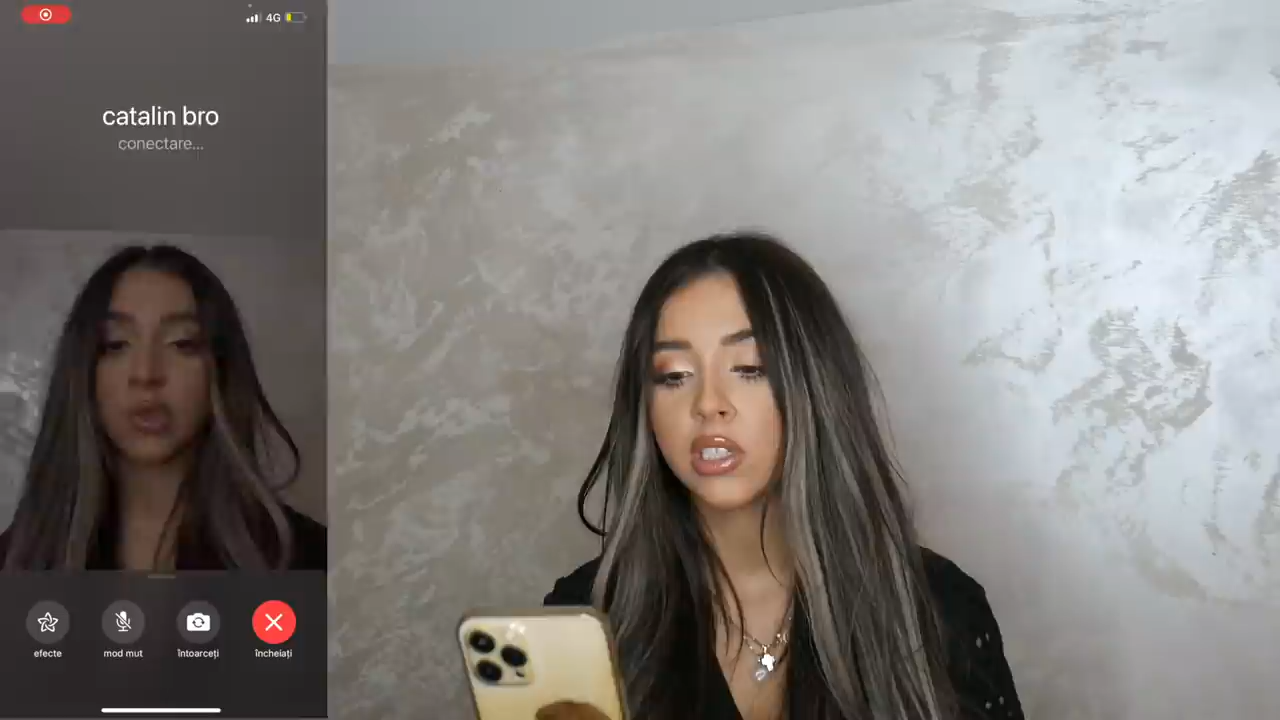 4G
catalin bro
conectare...
efecte
mod mut
întoarceți
încheiați